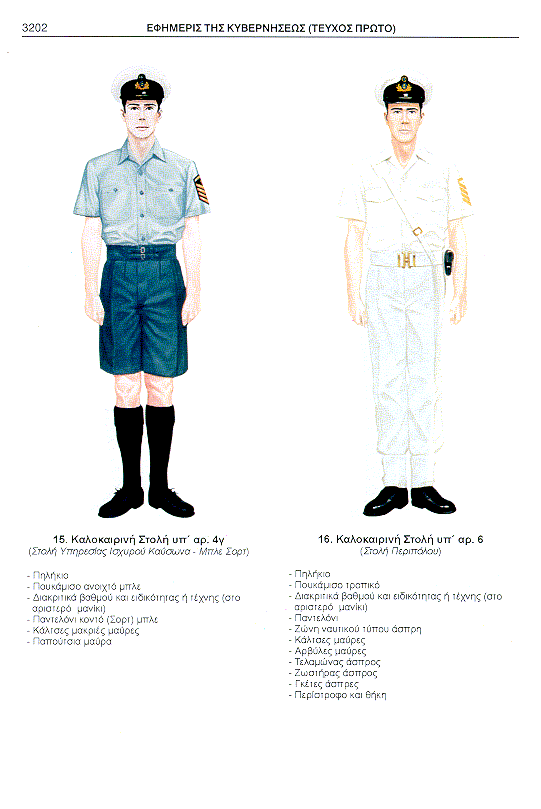 3202
ΕΦΗΜΕΡΙΣ ΤΗΣ ΚΥΒΕΡΝΗΣΕΩΣ (ΤΕΥΧΟΣ ΠΡΩΤΟ)
15. Καλοκαιρινή Στολή υπ΄ αρ. 4γ΄
(Στολή Υπηρεσίας Ισχυρού Καύσωνα - Μπλε Σορτ)
- Πηλήκιο
- Πουκάμισο ανοιχτό μπλε
- Διακριτικά βαθμού και ειδικότητας ή τέχνης (στο
αριστερό μανίκι)
- Παντελόνι κοντό (Σορτ) μπλε
- Κάλτσες μακριές μαύρες
- Παπούτσια μαύρα
16. Καλοκαιρινή Στολή υπ΄ αρ. 6
(Στολή Περιπόλου)
- Πηλήκιο
- Πουκάμισο τροπικό
- Διακριτικά βαθμού και ειδικότητας ή τέχνης (στο
αριστερό μανίκι)
- Παντελόνι
- Ζώνη ναυτικού τύπου άσπρη
- Κάλτσες μαύρες
- Αρβύλες μαύρες
- Τελαμώνας άσπρος
- Ζωστήρας άσπρος
- Γκέτες άσπρες
- Περίστροφο και θήκη